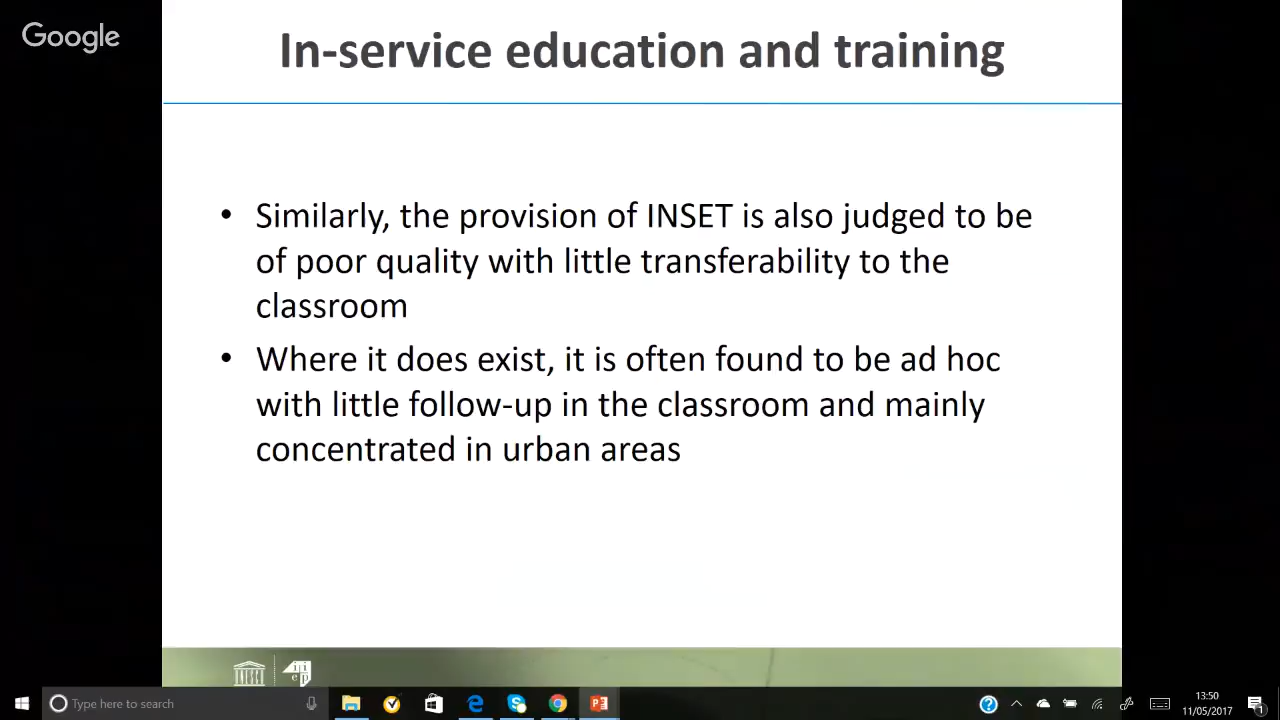 Google
In-service education and training
• Similarly, the provision of INSET is also judged to be
of poor quality with little transferability to the
classroom
• Where it does exist, it is often found to be ad hoc
with little follow-up in the classroom and mainly
concentrated in urban areas
Type here to search
13:50
11/05/2017